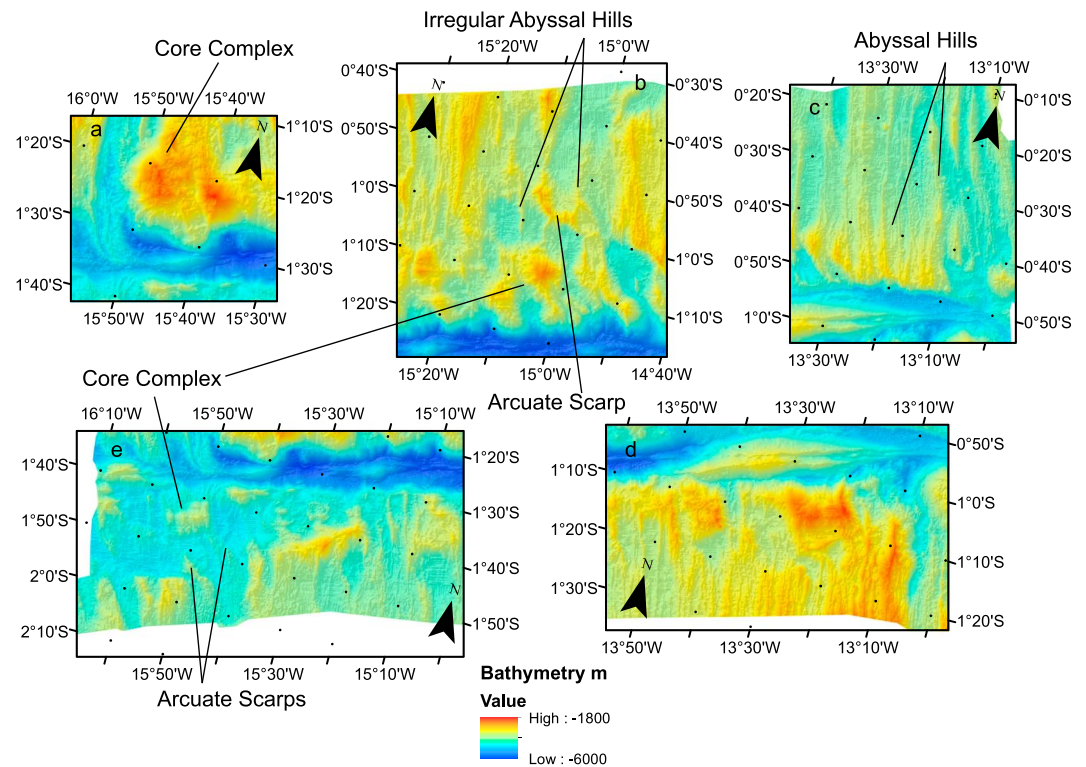 Irregular Abyssal Hills
Core Complex
Abyssal Hills
16°0'W 15°50'W 15°40'W
a
N
1°20'S
1°30'S
1°40'S
1°10'S
1°20'S
1°30'S
15°50'W 15°40'W 15°30'W
15°20'W 15°0'W
b
N
0°40'S
0°50'S
1°0'S
1°10'S
1°20'S
0°30'S
0°40'S
0°50'S
1°0'S
1°10'S
15°20'W 15°0'W 14°40'W
13°30'W 13°10'W
c
N
0°20'S
0°30'S
0°40'S
0°50'S
1°0'S
0°10'S
0°20'S
0°30'S
0°40'S
0°50'S
13°30'W 13°10'W
Core Complex
Arcuate Scarp
16°10'W 15°50'W 15°30'W 15°10'W
e
N
1°40'S
1°50'S
2°0'S
2°10'S
1°20'S
1°30'S
1°40'S
1°50'S
15°50'W 15°30'W 15°10'W
Arcuate Scarps
13°50'W 13°30'W 13°10'W
d
N
1°10'S
1°20'S
1°30'S
0°50'S
1°0'S
1°10'S
1°20'S
13°50'W 13°30'W 13°10'W
Bathymetry m
Value
High : -1800
Low : -6000